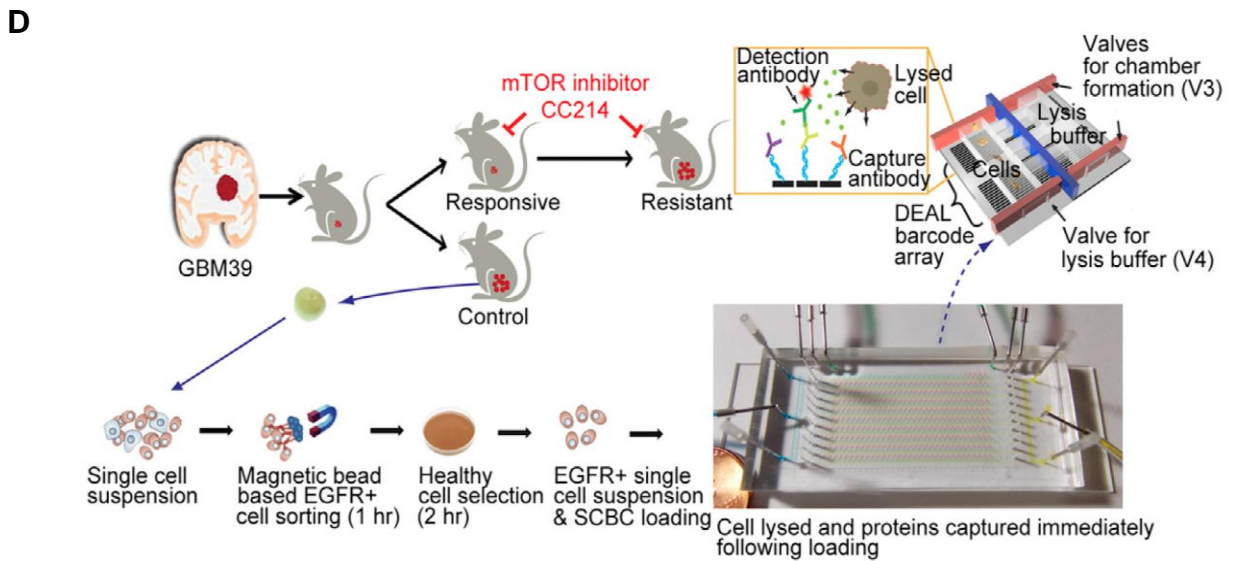 D
mTOR inhibitor
CC214
GBM39
Responsive
Resistant
Control
Detection
antibody
Lysed
cell
Capture
antibody
Valves
for chamber
formation (V3)
Lysis
buffer
Cells
DEAL
barcode
array
Valve for
lysis buffer (V4)
Single cell
suspension
Magnetic bead
based EGFR+
cell sorting (1 hr)
Healthy
cell selection
(2 hr)
EGFR+ single
cell suspension
& SCBC loading
Cell lysed and proteins captured immediately
following loading